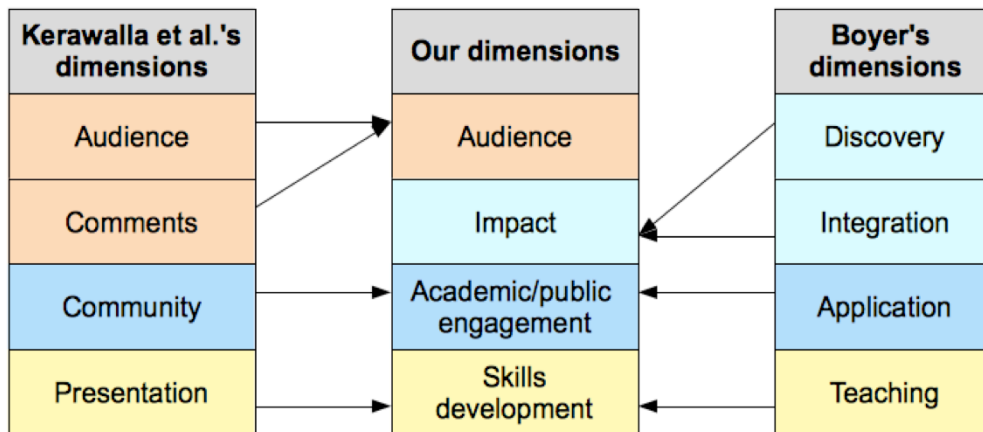 Kerawalla et al.'s
dimensions
Audience
Comments
Community
Presentation
Our dimensions
Audience
Impact
Academic/public
engagement
Skills
development
Boyer's
dimensions
Discovery
Integration
Application
Teaching